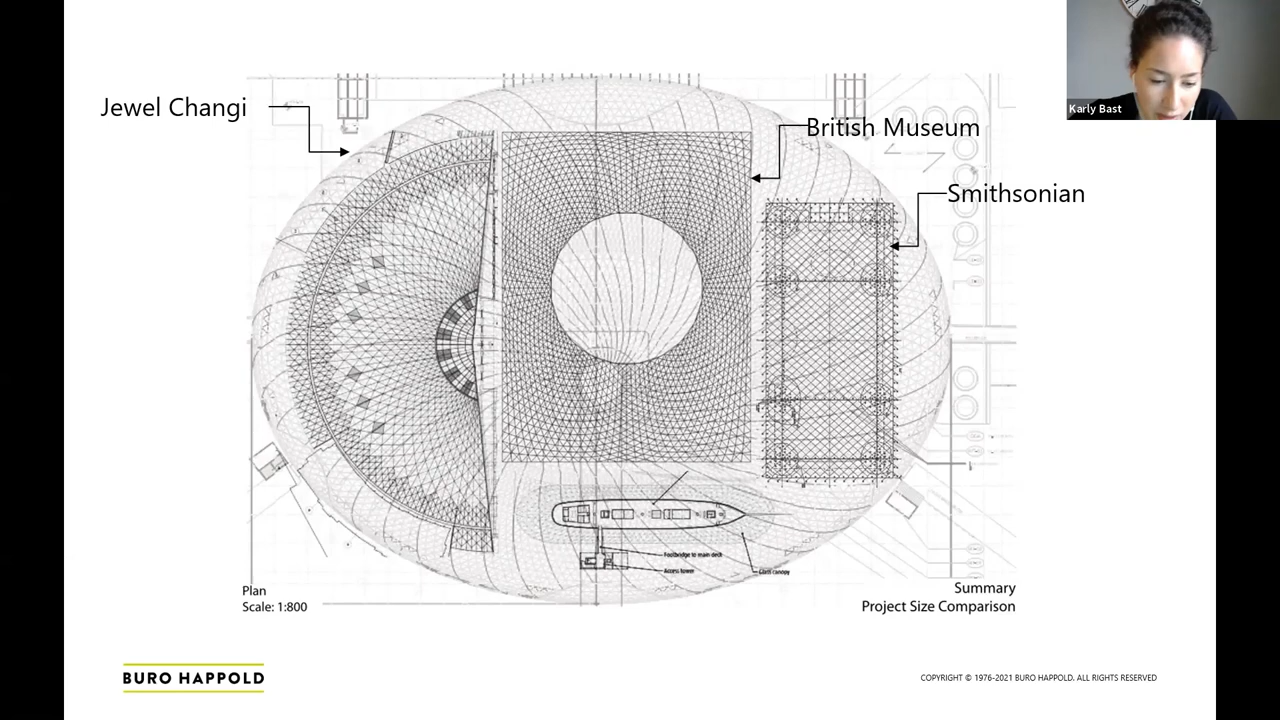 Karly Bast
Jewel Changi
British Museum
Smithsonian
Footbridge to main deck
Access tower
Glass canopy
Plan
Scale: 1:800
Summary
Project Size Comparison
BURO HAPPOLD
COPYRIGHT © 1976-2021 BURO HAPPOLD. ALL RIGHTS RESERVED